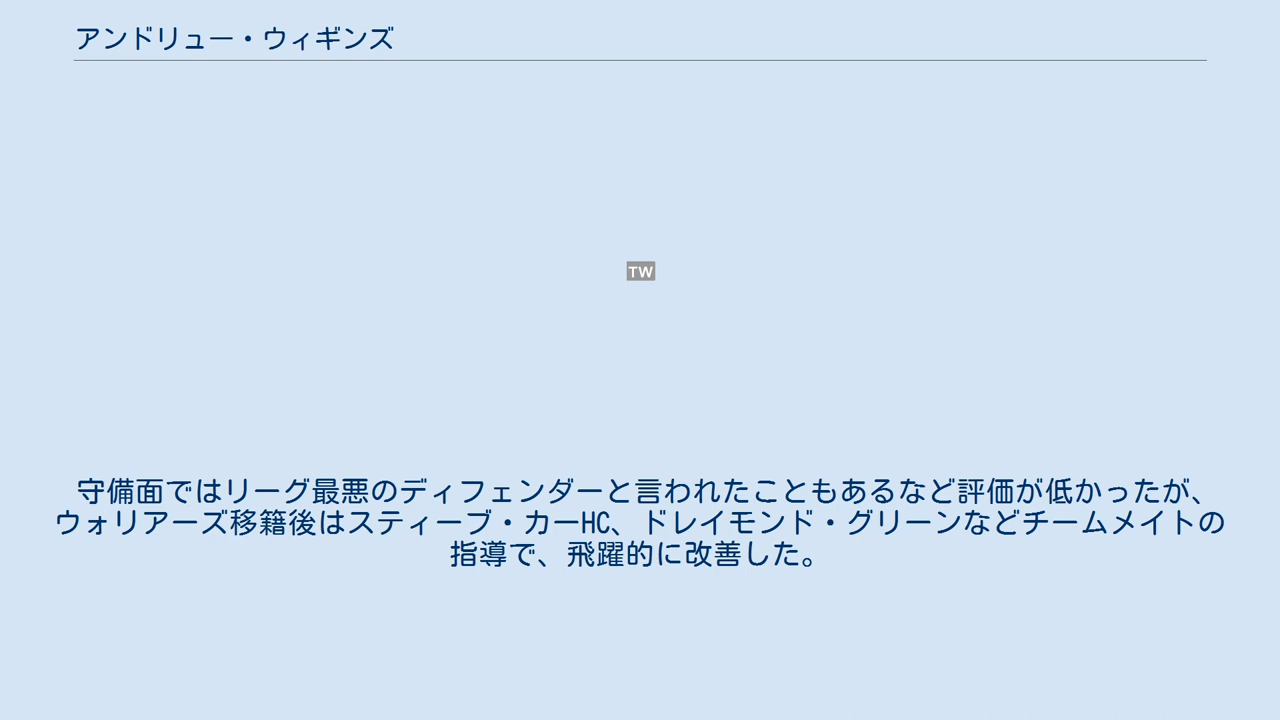 アンドリュー・ウィギンズ
TW
守備面ではリーグ最悪のディフェンダーと言われたこともあるなど評価が低かったが、
ウォリアーズ移籍後はスティーブ・カーHC、ドレイモンド・グリーンなどチームメイトの
指導で、飛躍的に改善した。